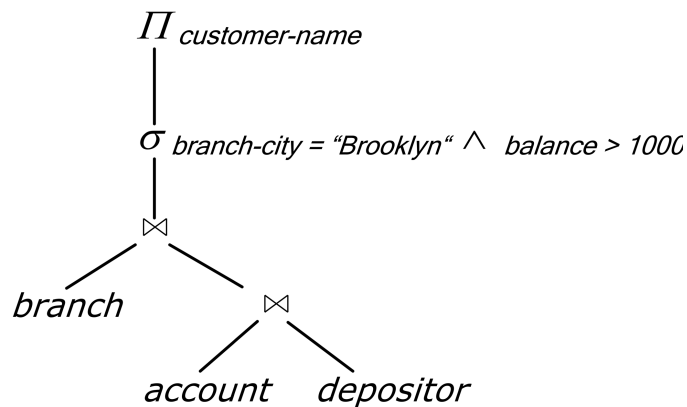 Π customer-name
σ branch-city = “Brooklyn“ ∧ balance > 1000
⋈
branch
⋈
account depositor